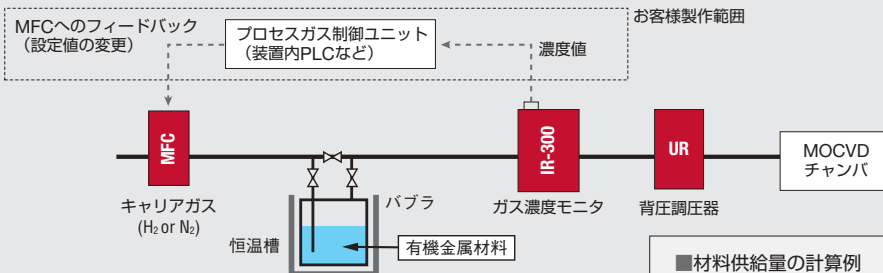 お客様製作範囲
MFCへのフィードバック
（設定値の変更）
プロセスガス制御ユニット
（装置内PLCなど）
濃度値
MFC
IR-300
UR
MOCVD
チャンバ
キャリアガス
(H₂ or N₂)
バブラ
ガス濃度モニタ
背圧調圧器
恒温槽
有機金属材料
■材料供給量の計算例